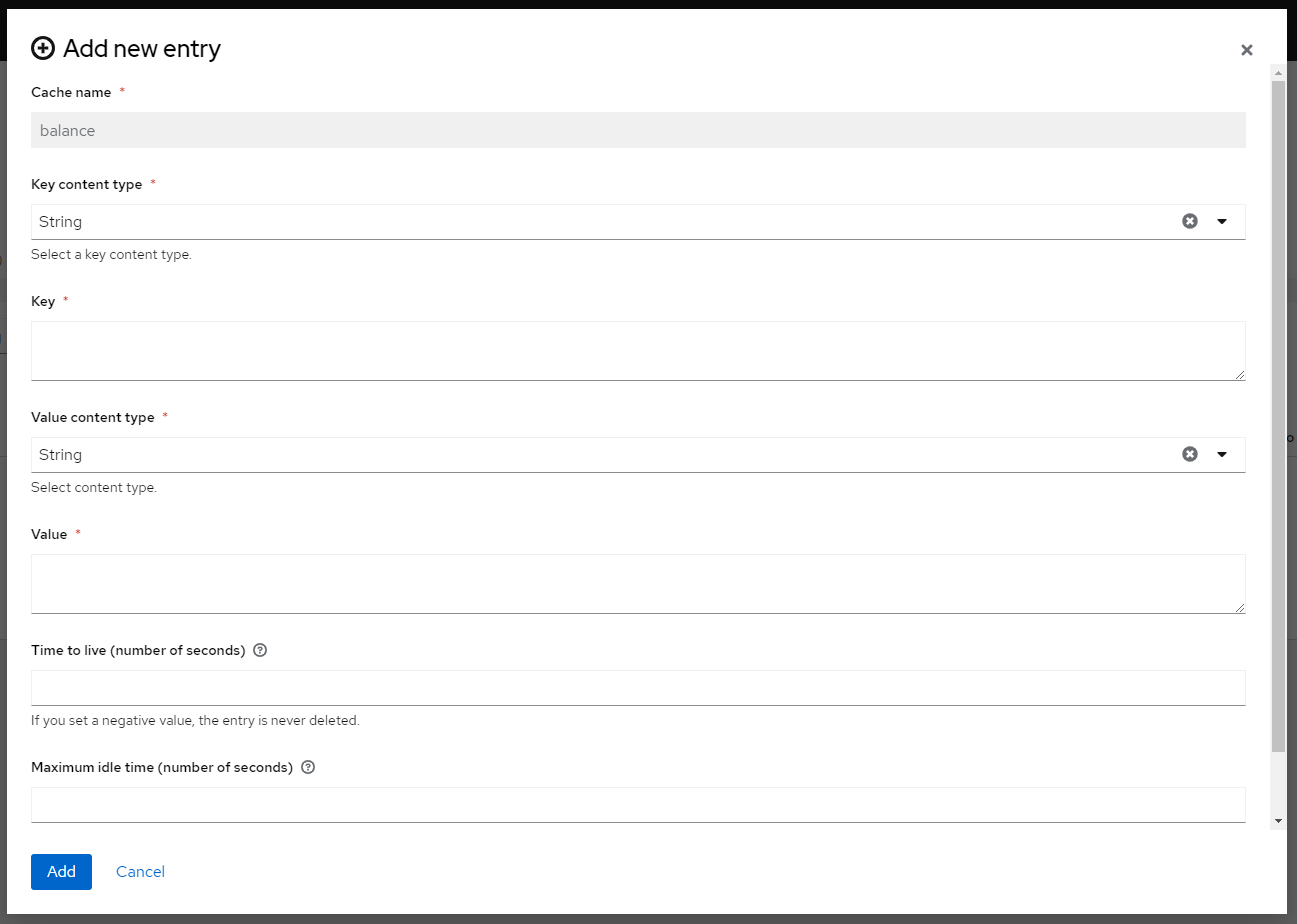 Add new entry
Cache name *
balance
Key content type *
String
Select a key content type.
Key *
Value content type *
String
Select content type.
Value *
Time to live (number of seconds)
If you set a negative value, the entry is never deleted.
Maximum idle time (number of seconds)
Add Cancel